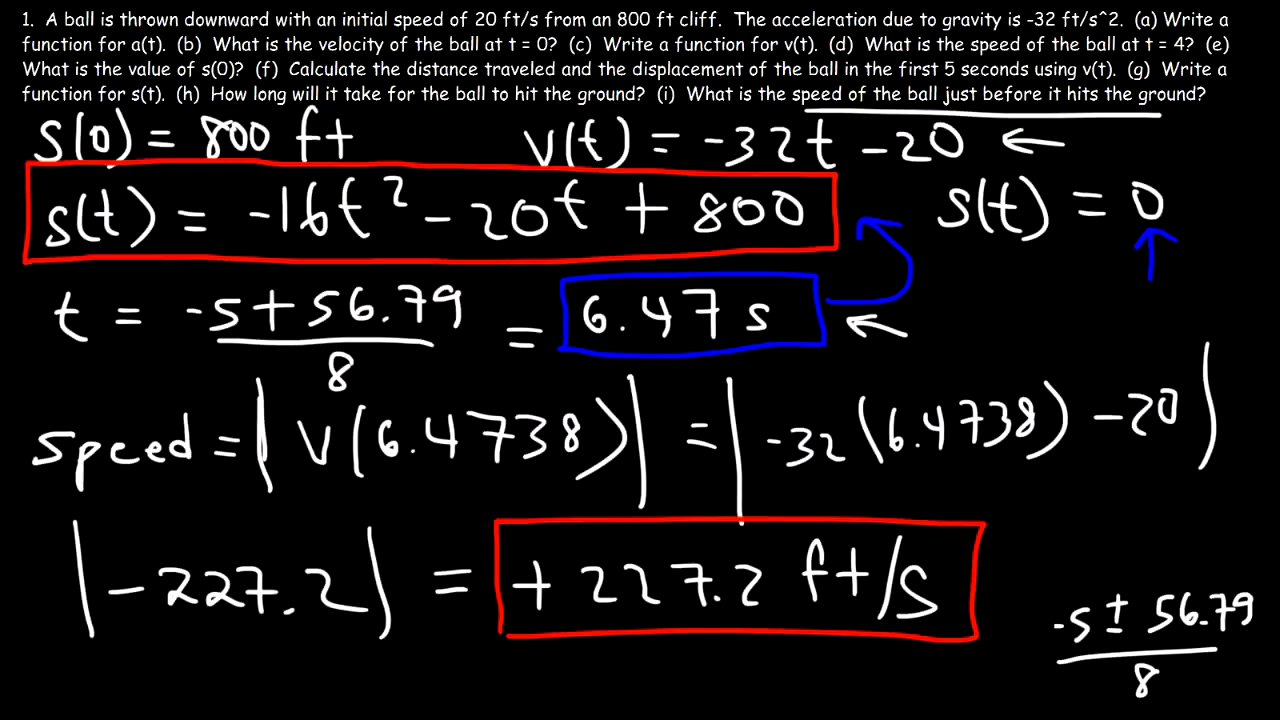 1. A ball is thrown downward with an initial speed of 20 ft/s from an 800 ft cliff. The acceleration due to gravity is -32 ft/s^2. (a) Write a
function for a(t). (b) What is the velocity of the ball at t = 0? (c) Write a function for v(t). (d) What is the speed of the ball at t = 4? (e)
What is the value of s(0)? (f) Calculate the distance traveled and the displacement of the ball in the first 5 seconds using v(t). (g) Write a
function for s(t). (h) How long will it take for the ball to hit the ground? (i) What is the speed of the ball just before it hits the ground?
s(0) = 800 ft v(t) = -32t - 20 ←
s(t) = -16t² - 20t + 800 s(t) = 0
t = -5 + 56.79 / 8 = 6.47 s ←
speed = |v(6.4738)| = |-32(6.4738) - 20|
|-227.2| = +227.2 ft/s
-5 ± 56.79
8